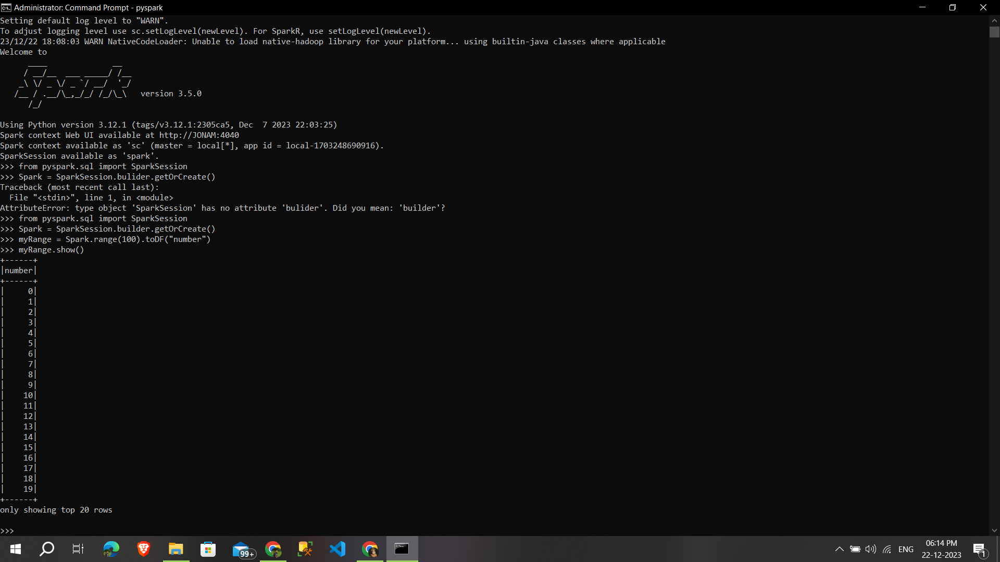 Administrator: Command Prompt - pyspark
Setting default log level to "WARN".
To adjust logging level use sc.setLogLevel(newLevel). For SparkR, use setLogLevel(newLevel).
23/12/22 18:08:03 WARN NativeCodeLoader: Unable to load native-hadoop library for your platform... using builtin-java classes where applicable
Welcome to
      ____              __
     / __/__  ___ _____/ /__
    _\ \/ _ \/ _ `/ __/  '_/
   /__ / .__/\_,_/_/ /_/\_\   version 3.5.0
      /_/
Using Python version 3.12.1 (tags/v3.12.1:2305ca5, Dec  7 2023 22:03:25)
Spark context Web UI available at http://JONAM:4040
Spark context available as 'sc' (master = local[*], app id = local-1703248690916).
SparkSession available as 'spark'.
>>> from pyspark.sql import SparkSession
>>> Spark = SparkSession.bulider.getOrCreate()
Traceback (most recent call last):
  File "<stdin>", line 1, in <module>
AttributeError: type object 'SparkSession' has no attribute 'bulider'. Did you mean: 'builder'?
>>> from pyspark.sql import SparkSession
>>> Spark = SparkSession.builder.getOrCreate()
>>> myRange = Spark.range(100).toDF("number")
>>> myRange.show()
+------+
|number|
+------+
|     0|
|     1|
|     2|
|     3|
|     4|
|     5|
|     6|
|     7|
|     8|
|     9|
|    10|
|    11|
|    12|
|    13|
|    14|
|    15|
|    16|
|    17|
|    18|
|    19|
+------+
only showing top 20 rows
>>>
99+
ENG
06:14 PM
22-12-2023
1